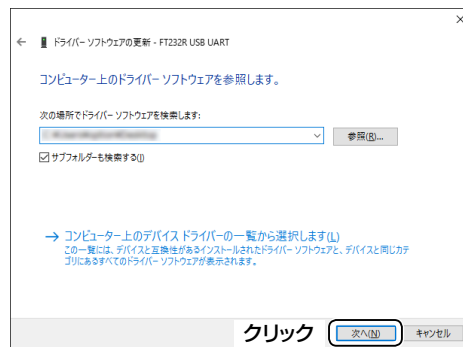 ドライバー ソフトウェアの更新 - FT232R USB UART
コンピューター上のドライバー ソフトウェアを参照します。
次の場所でドライバー ソフトウェアを検索します:
参照(R)...
サブフォルダーも検索する(I)
→ コンピューター上のデバイス ドライバーの一覧から選択します(L)
この一覧には、デバイスと互換性があるインストールされたドライバー ソフトウェアと、デバイスと同じカテ
ゴリにあるすべてのドライバー ソフトウェアが表示されます。
クリック 次へ(N) キャンセル